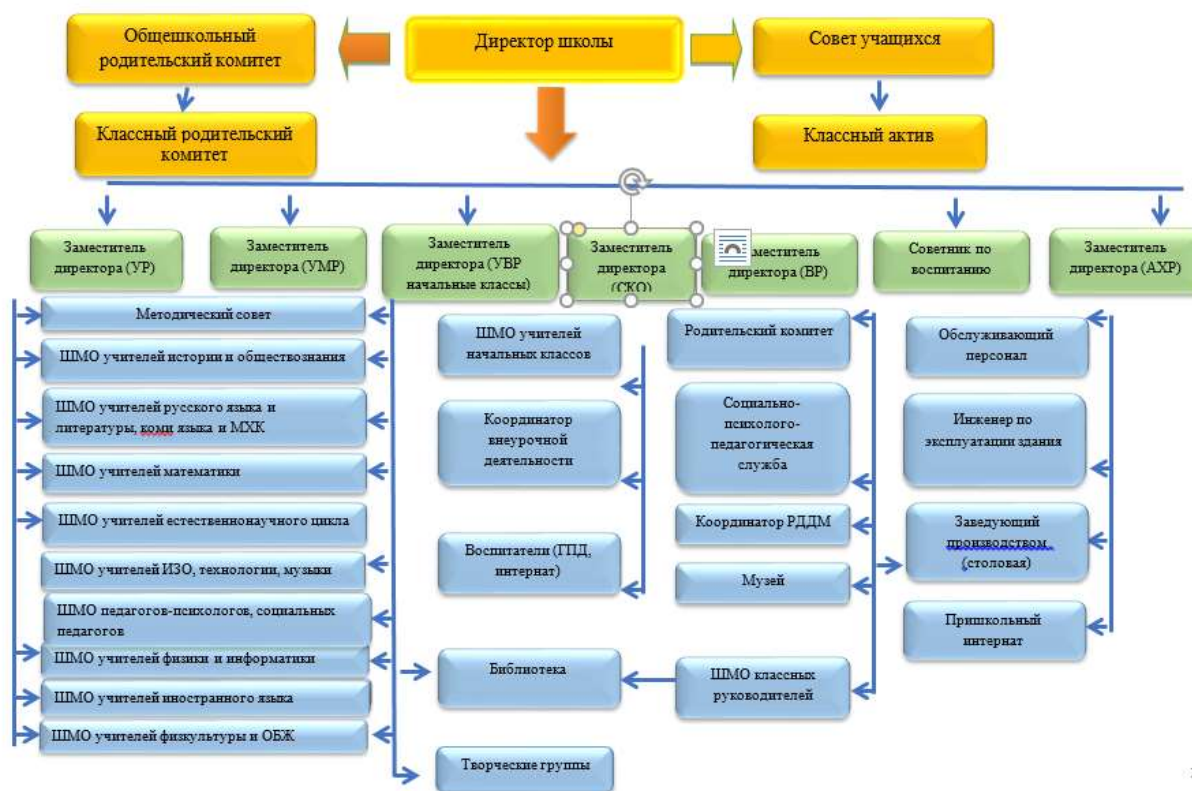 Общешкольный
родительский комитет
Директор школы
Совет учащихся
Классный родительский
комитет
Классный актив
Заместитель
директора (УР)
Заместитель
директора (УМР)
Заместитель
директора (УВР
начальные классы)
Заместитель
директора
(СКО)
Заместитель
директора (ВР)
Советник по
воспитанию
Заместитель
директора (АХР)
Методический совет
ШМО учителей истории и обществознания
ШМО учителей русского языка и
литературы, коми языка и МХК
ШМО учителей математики
ШМО учителей естественнонаучного цикла
ШМО учителей ИЗО, технологии, музыки
ШМО педагогов-психологов, социальных
педагогов
ШМО учителей физики и информатики
ШМО учителей иностранного языка
ШМО учителей физкультуры и ОБЖ
ШМО учителей
начальных классов
Координатор
внеурочной
деятельности
Воспитатели (ГПД,
интернат)
Библиотека
Творческие группы
Родительский комитет
Социально-
психолого-
педагогическая
служба
Координатор РДДМ
Музей
ШМО классных
руководителей
Обслуживающий
персонал
Инженер по
эксплуатации здания
Заведующий
производством
(столовая)
Пришкольный
интернат